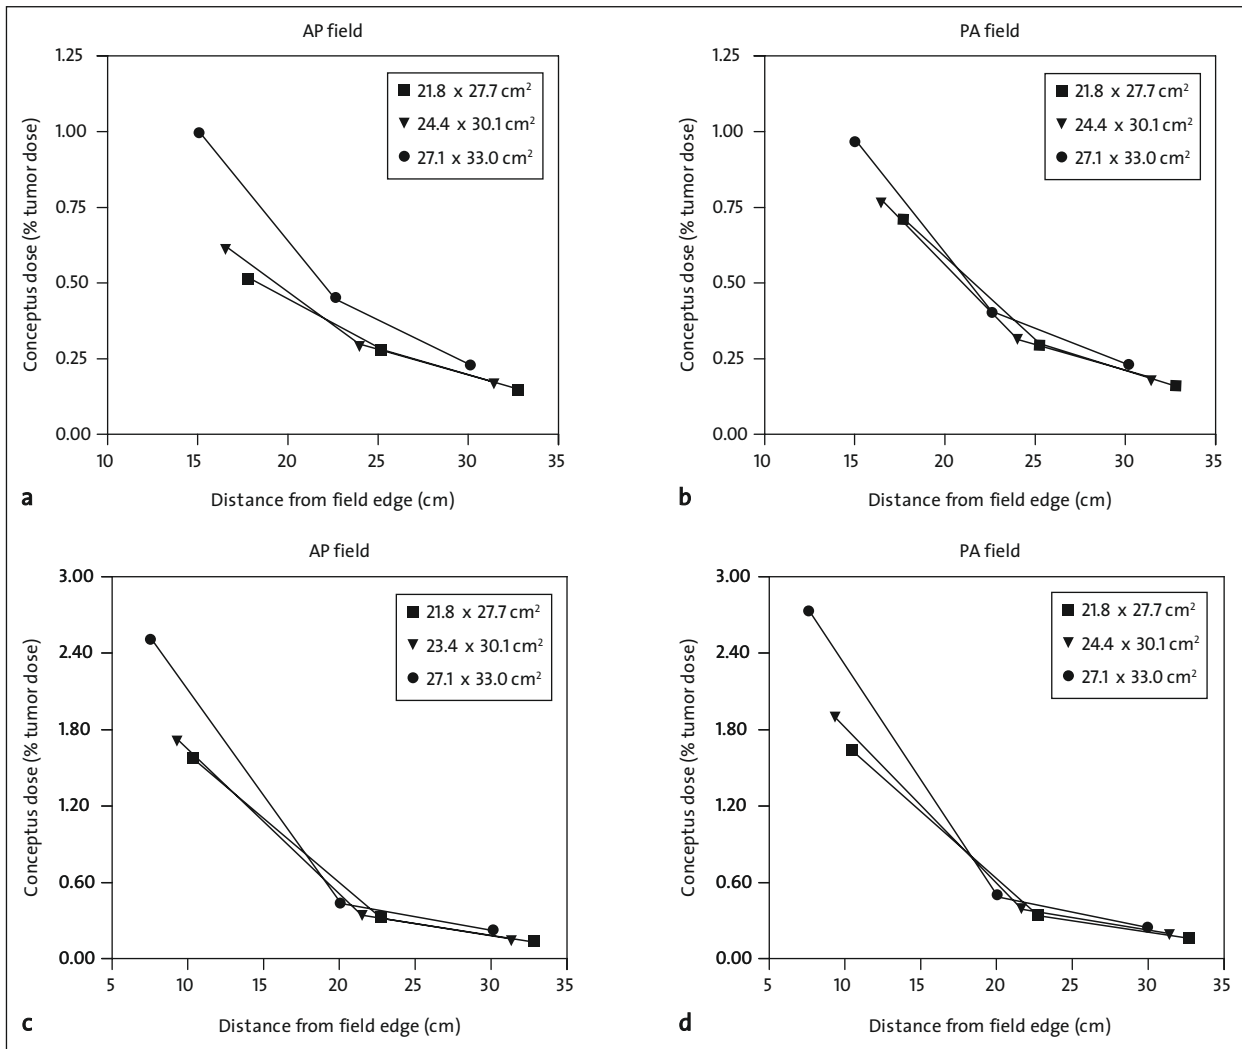 AP field
1.25
1.00
0.75
0.50
0.25
0.00
Conceptus dose (% tumor dose)
21.8 x 27.7 cm²
24.4 x 30.1 cm²
27.1 x 33.0 cm²
10 15 20 25 30 35
a
Distance from field edge (cm)
PA field
1.25
1.00
0.75
0.50
0.25
0.00
Conceptus dose (% tumor dose)
21.8 x 27.7 cm²
24.4 x 30.1 cm²
27.1 x 33.0 cm²
10 15 20 25 30 35
b
Distance from field edge (cm)
AP field
3.00
2.40
1.80
1.20
0.60
0.00
Conceptus dose (% tumor dose)
21.8 x 27.7 cm²
23.4 x 30.1 cm²
27.1 x 33.0 cm²
5 10 15 20 25 30 35
c
Distance from field edge (cm)
PA field
3.00
2.40
1.80
1.20
0.60
0.00
Conceptus dose (% tumor dose)
21.8 x 27.7 cm²
24.4 x 30.1 cm²
27.1 x 33.0 cm²
5 10 15 20 25 30 35
d
Distance from field edge (cm)